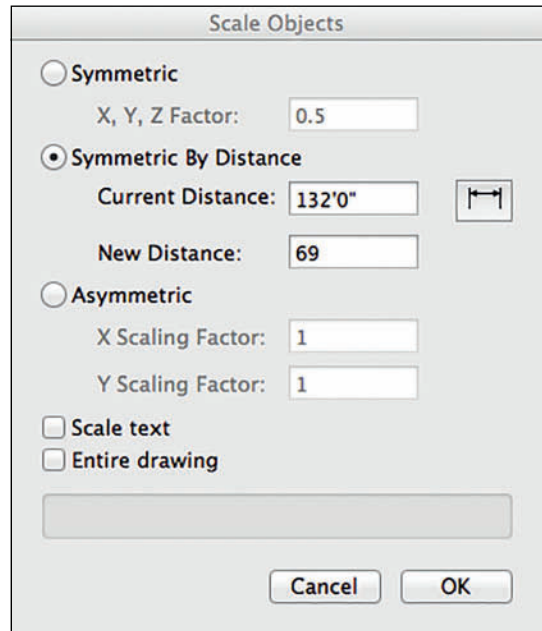 Scale Objects
Symmetric
X, Y, Z Factor: 0.5
Symmetric By Distance
Current Distance: 132'0"
New Distance: 69
Asymmetric
X Scaling Factor: 1
Y Scaling Factor: 1
Scale text
Entire drawing
Cancel OK